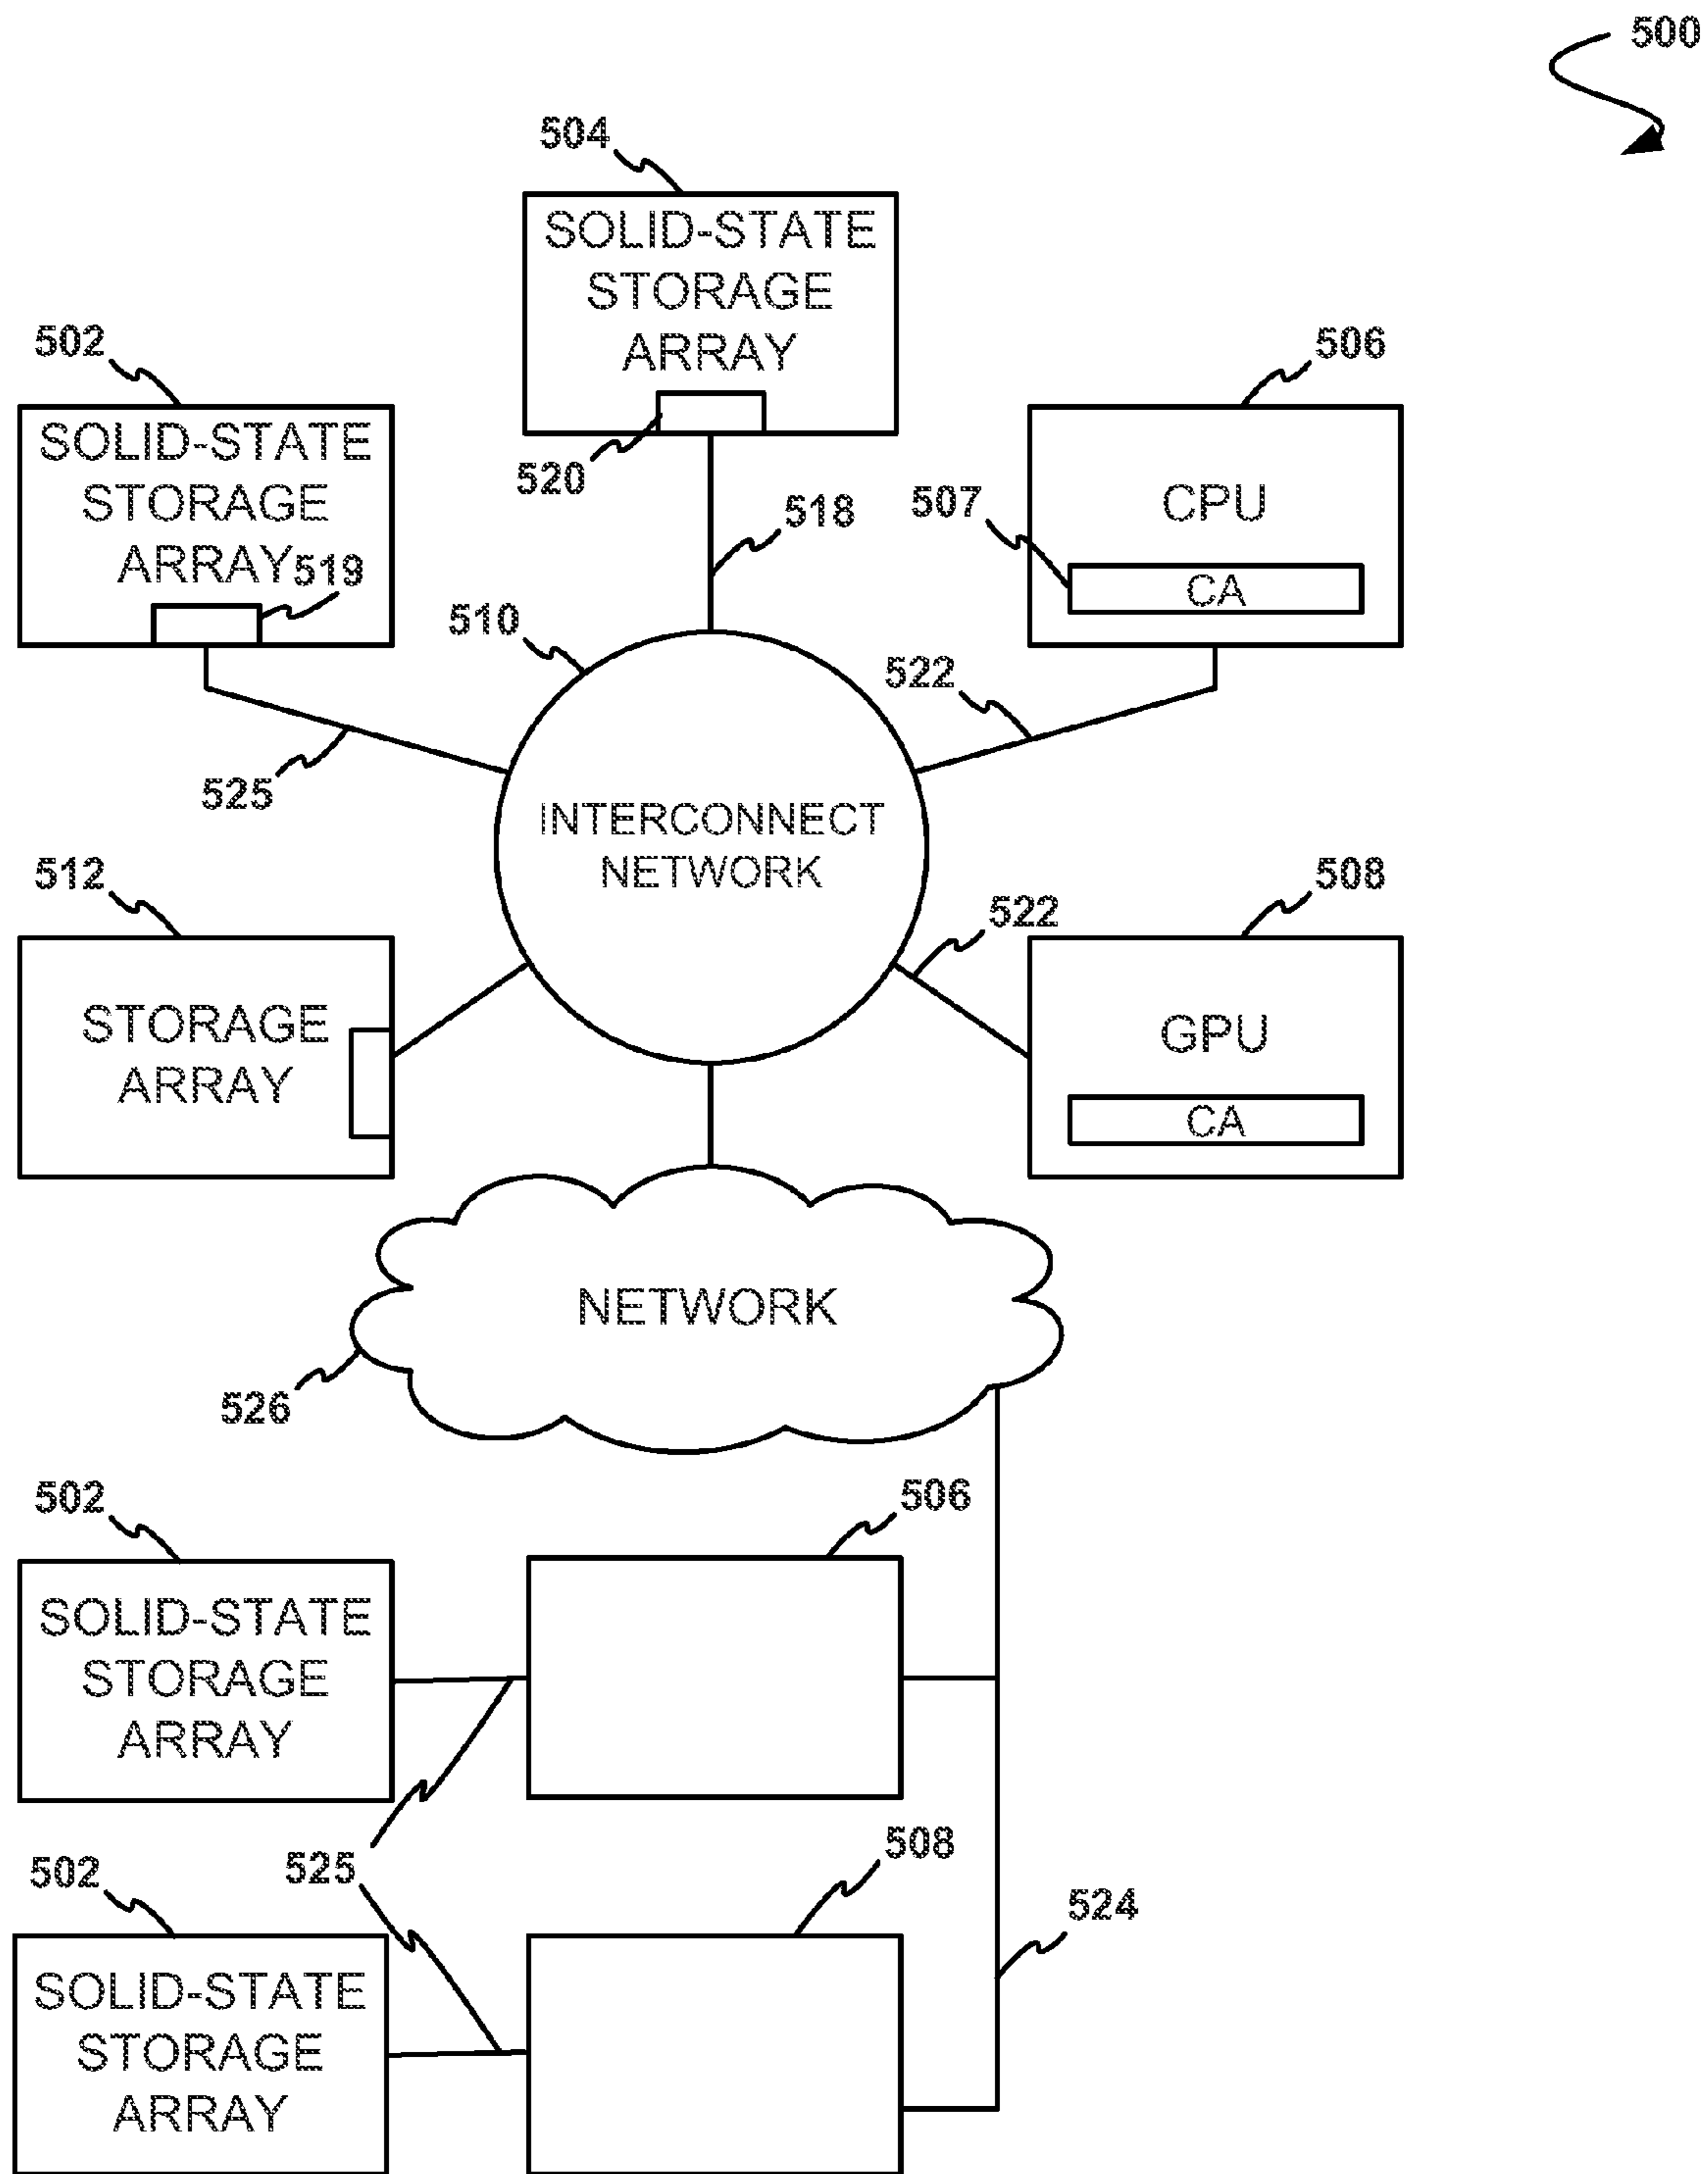 500
504
SOLID-STATE
STORAGE
ARRAY
520
518
502
SOLID-STATE
STORAGE
ARRAY
519
525
506
CPU
507
CA
522
510
INTERCONNECT
NETWORK
512
STORAGE
ARRAY
522
508
GPU
CA
NETWORK
526
502
SOLID-STATE
STORAGE
ARRAY
506
525
502
SOLID-STATE
STORAGE
ARRAY
508
524